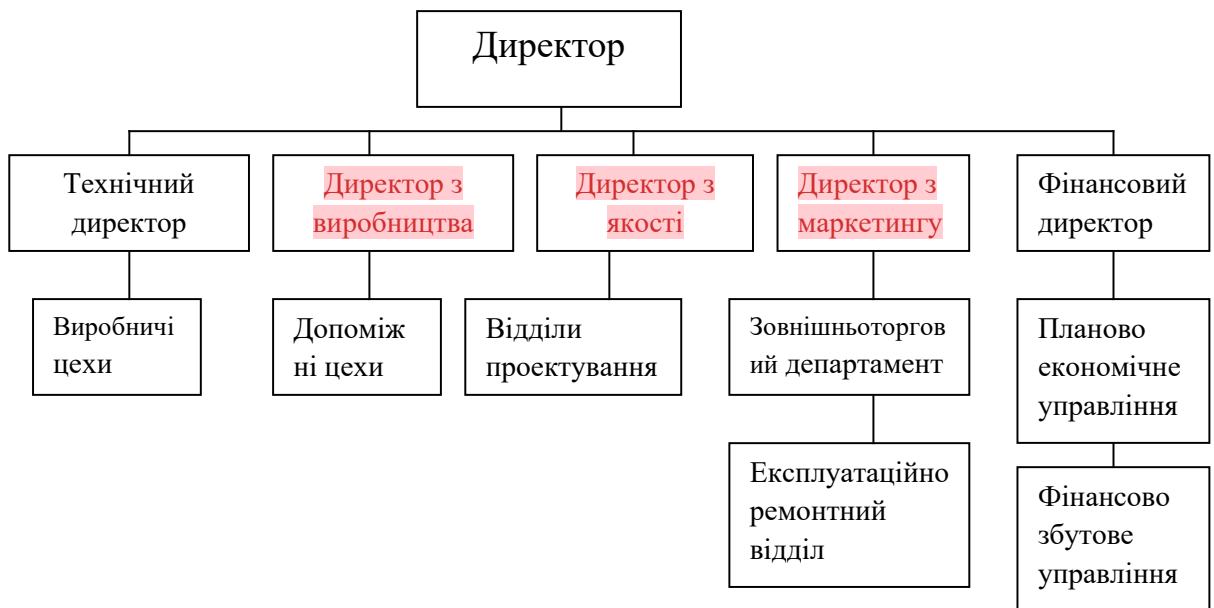 Директор
Технічний
директор
Директор з
виробництва
Директор з
якості
Директор з
маркетингу
Фінансовий
директор
Виробничі
цехи
Допоміж
ні цехи
Відділи
проектування
Зовнішньоторгов
ий департамент
Планово
економічне
управління
Експлуатаційно
ремонтний
відділ
Фінансово
збутове
управління